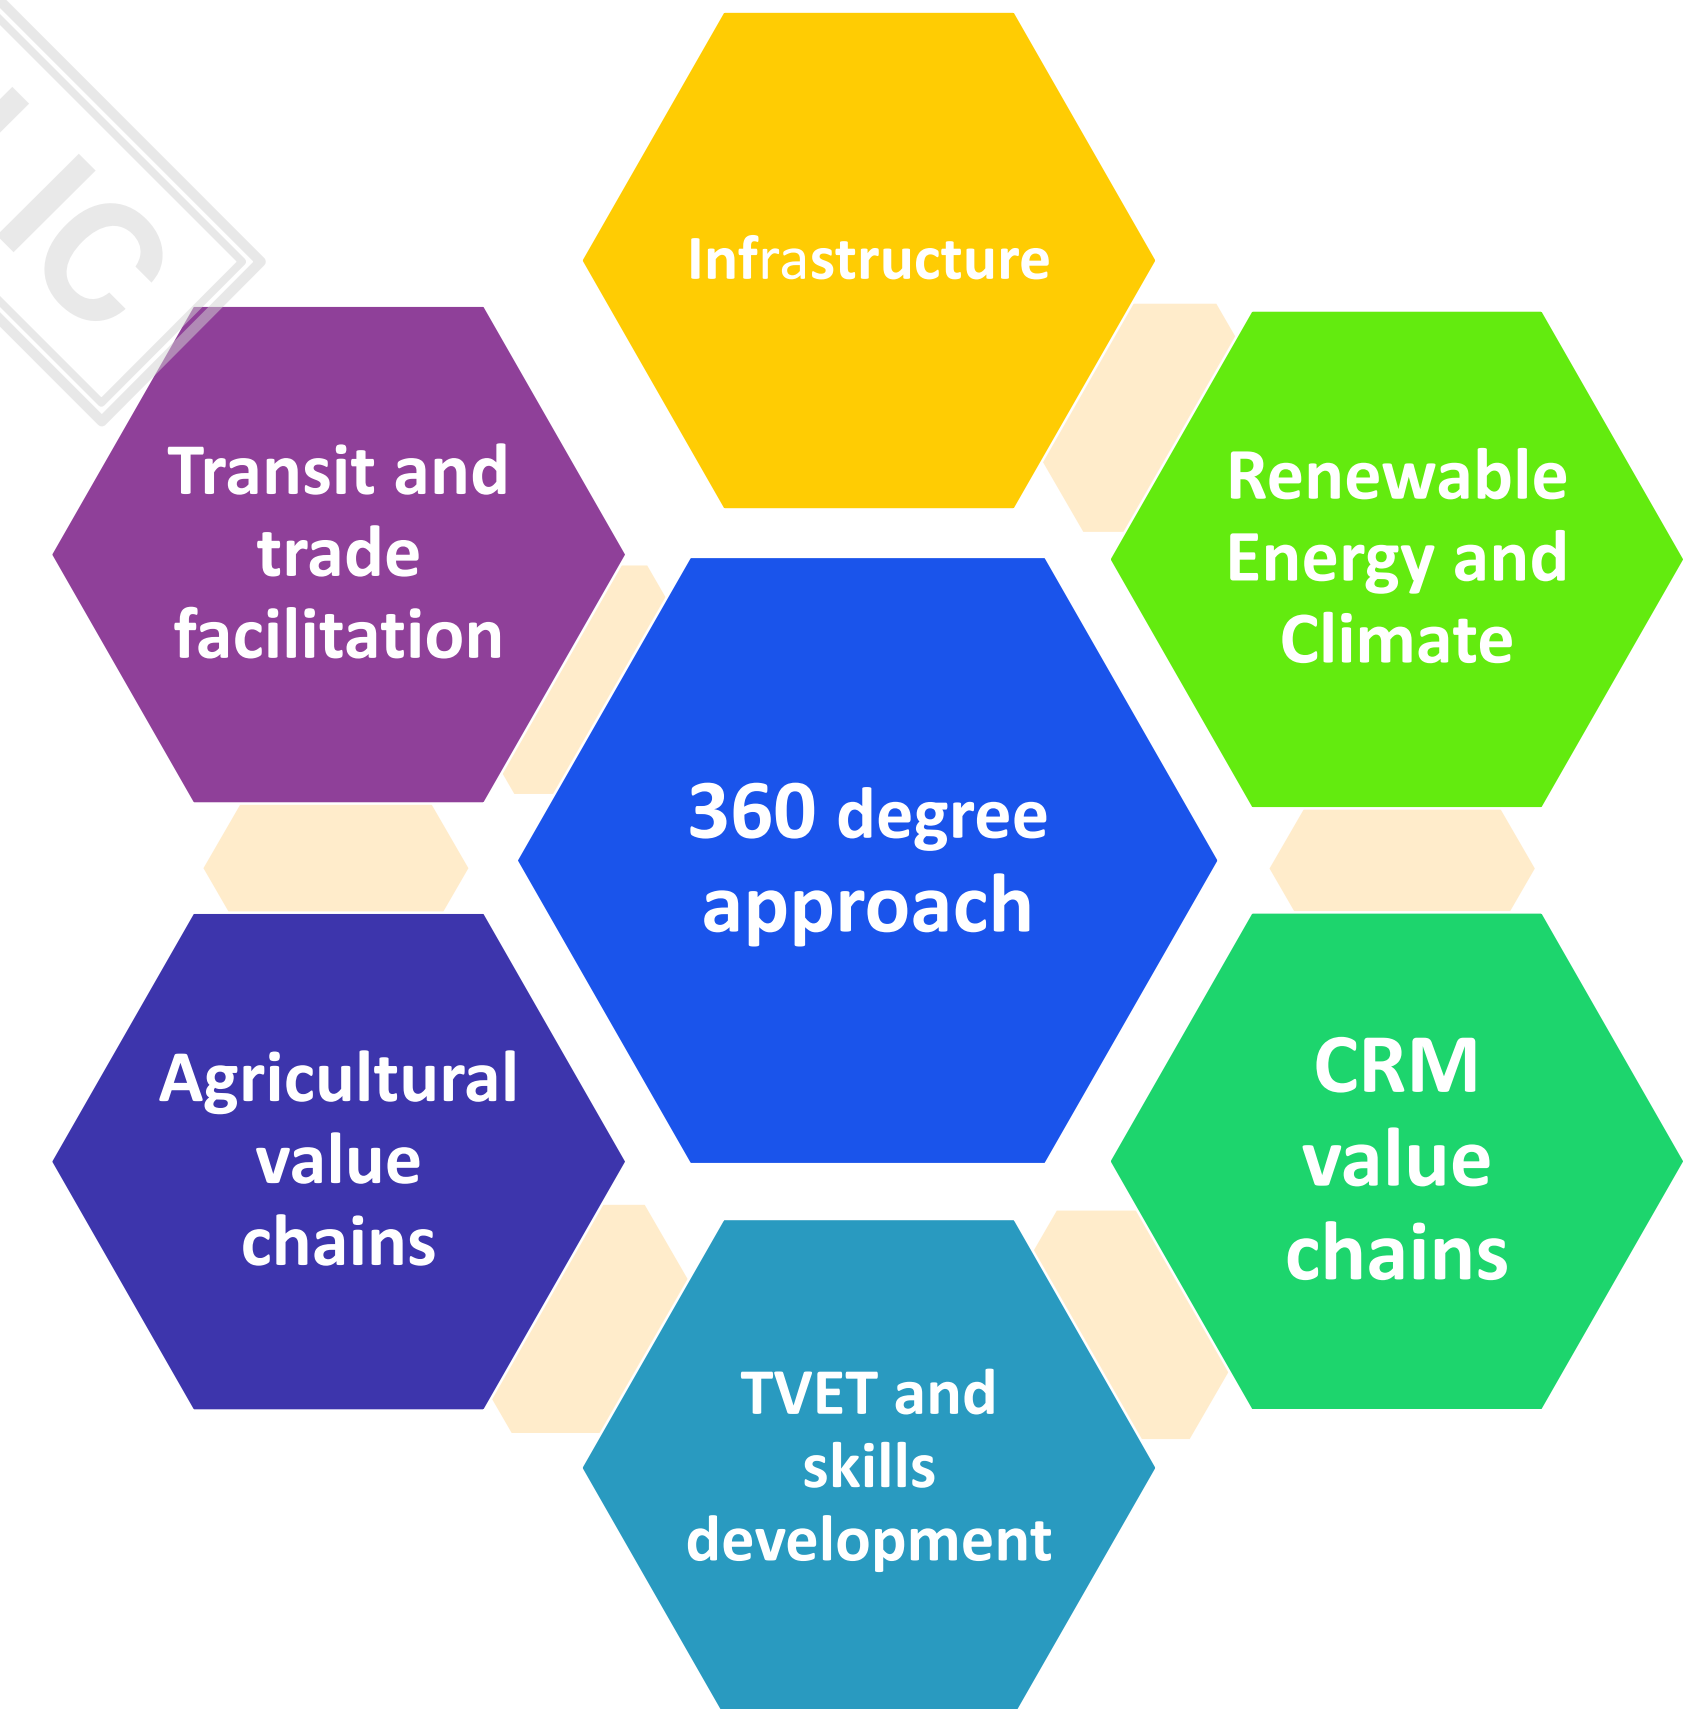 LIC
Infrastructure
Transit and
trade
facilitation
Renewable
Energy and
Climate
360 degree
approach
Agricultural
value
chains
CRM
value
chains
TVET and
skills
development